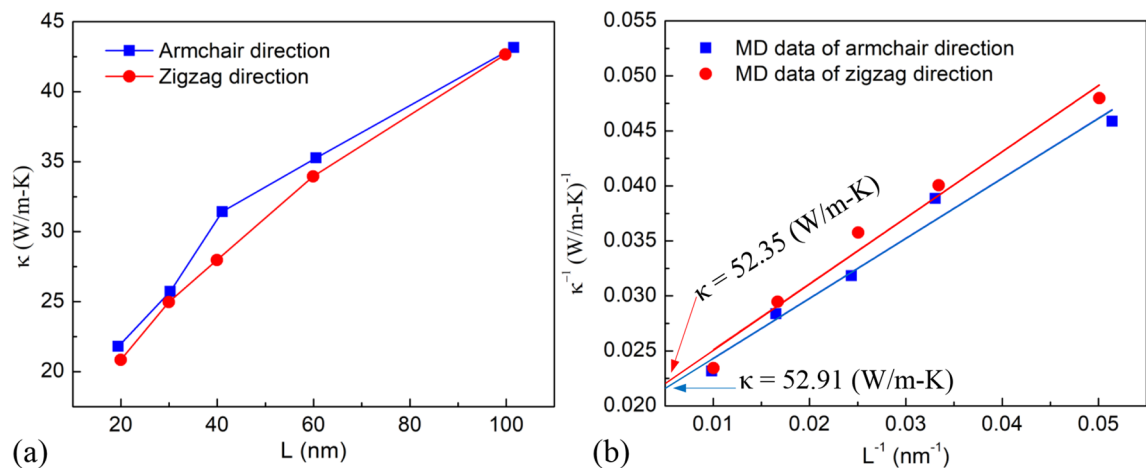 45
40
35
30
25
20
κ (W/m-K)
Armchair direction
Zigzag direction
20 40 60 80 100
L (nm)
(a)
0.055
0.050
0.045
0.040
0.035
0.030
0.025
0.020
κ⁻¹ (W/m-K)⁻¹
MD data of armchair direction
MD data of zigzag direction
κ = 52.35 (W/m-K)
κ = 52.91 (W/m-K)
0.01 0.02 0.03 0.04 0.05
L⁻¹ (nm⁻¹)
(b)